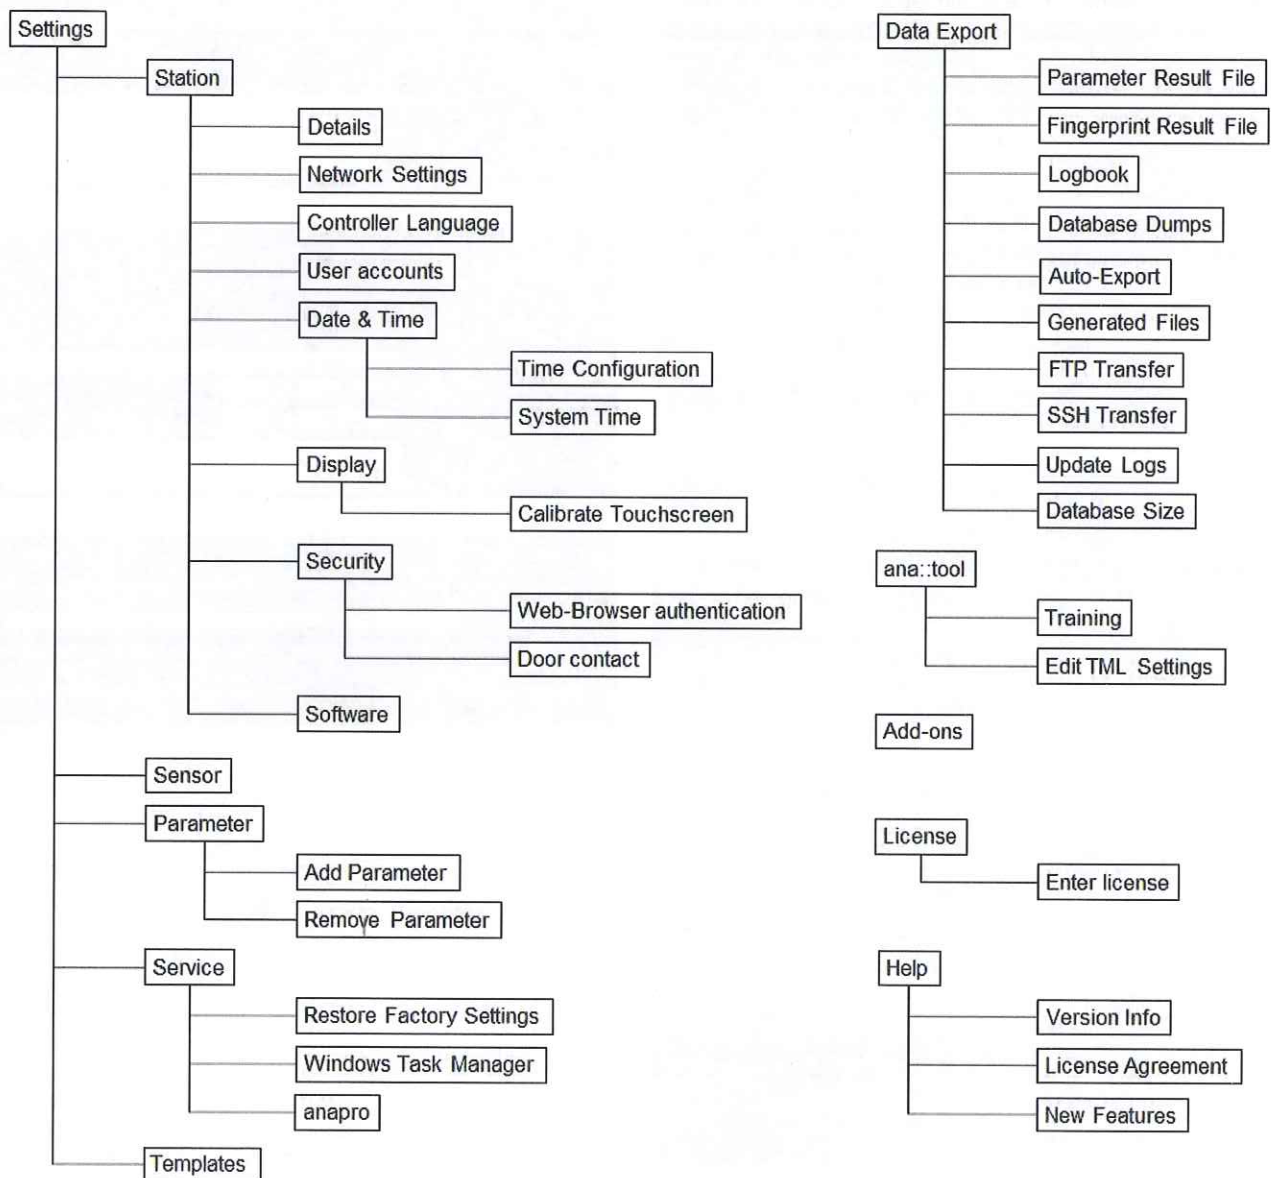 Settings
Station
Details
Network Settings
Controller Language
User accounts
Date & Time
Time Configuration
System Time
Display
Calibrate Touchscreen
Security
Web-Browser authentication
Door contact
Software
Sensor
Parameter
Add Parameter
Remove Parameter
Service
Restore Factory Settings
Windows Task Manager
anapro
Templates
Data Export
Parameter Result File
Fingerprint Result File
Logbook
Database Dumps
Auto-Export
Generated Files
FTP Transfer
SSH Transfer
Update Logs
Database Size
ana::tool
Training
Edit TML Settings
Add-ons
License
Enter license
Help
Version Info
License Agreement
New Features